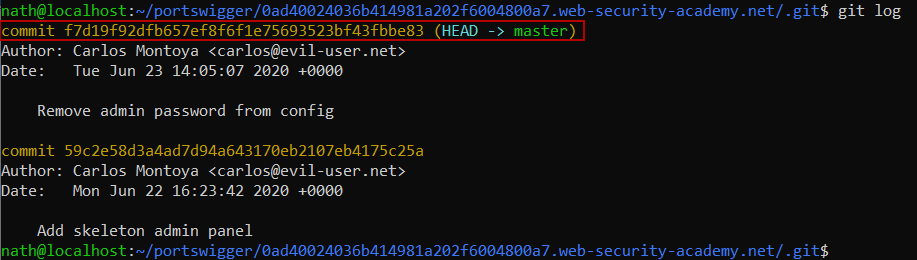 nath@localhost:~/portswigger/0ad40024036b414981a202f6004800a7.web-security-academy.net/.git$ git log
commit f7d19f92dfb657ef8f6f1e75693523bf43fbbe83 (HEAD -> master)
Author: Carlos Montoya <carlos@evil-user.net>
Date:   Tue Jun 23 14:05:07 2020 +0000
    Remove admin password from config
commit 59c2e58d3a4ad7d94a643170eb2107eb4175c25a
Author: Carlos Montoya <carlos@evil-user.net>
Date:   Mon Jun 22 16:23:42 2020 +0000
    Add skeleton admin panel
nath@localhost:~/portswigger/0ad40024036b414981a202f6004800a7.web-security-academy.net/.git$